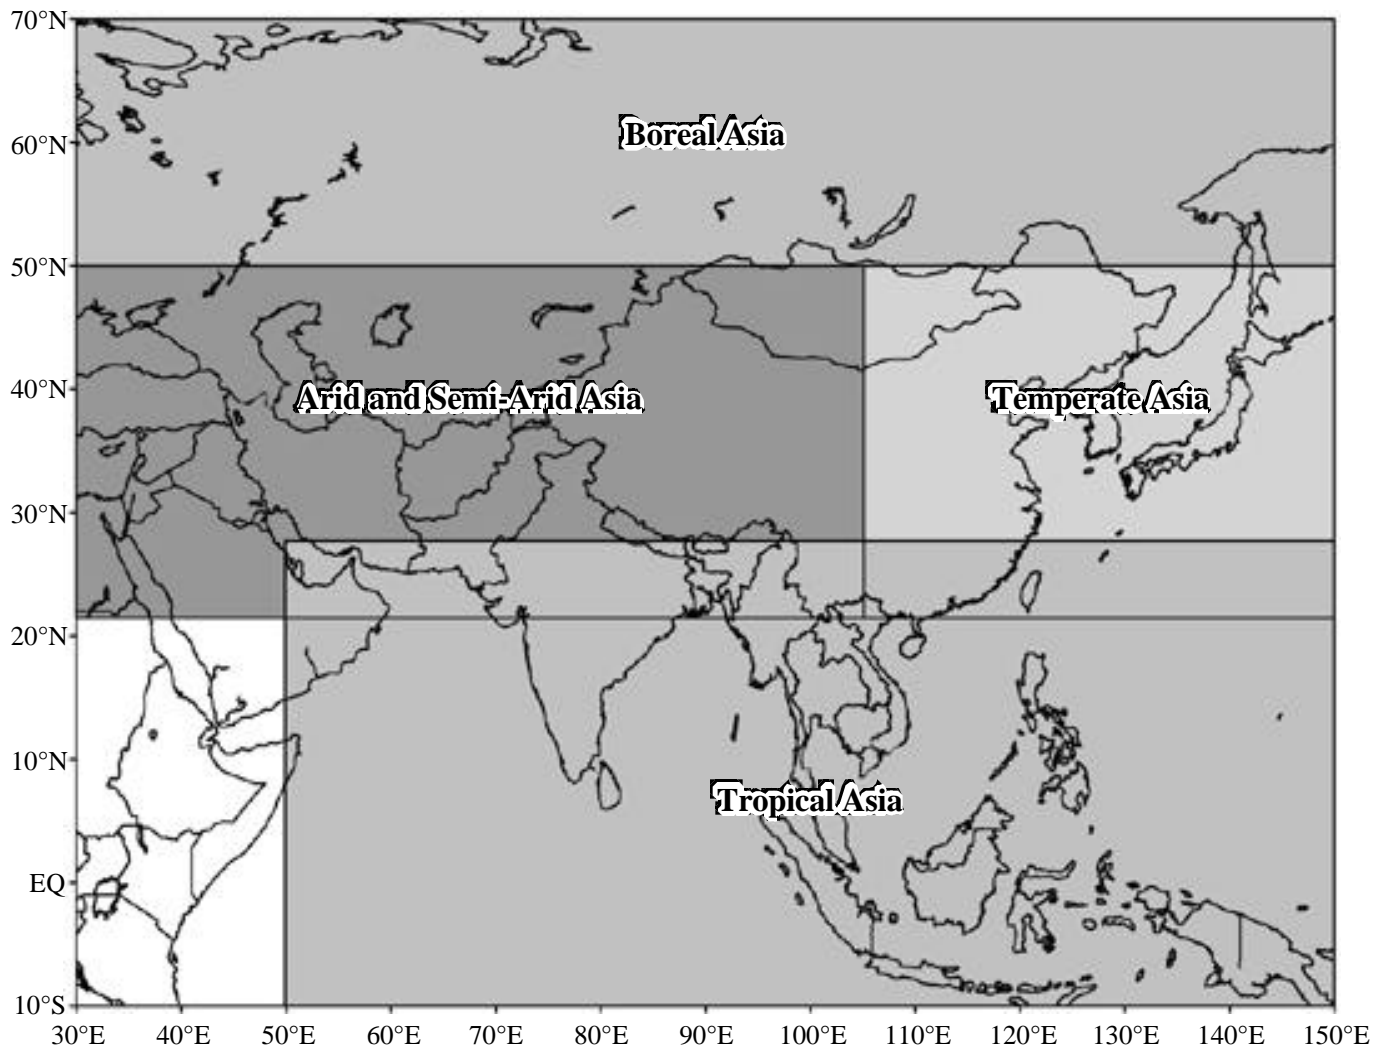 70°N
Boreal Asia
60°N
50°N
40°N
Arid and Semi-Arid Asia
Temperate Asia
30°N
20°N
10°N
Tropical Asia
EQ
10°S
30°E 40°E 50°E 60°E 70°E 80°E 90°E 100°E 110°E 120°E 130°E 140°E 150°E